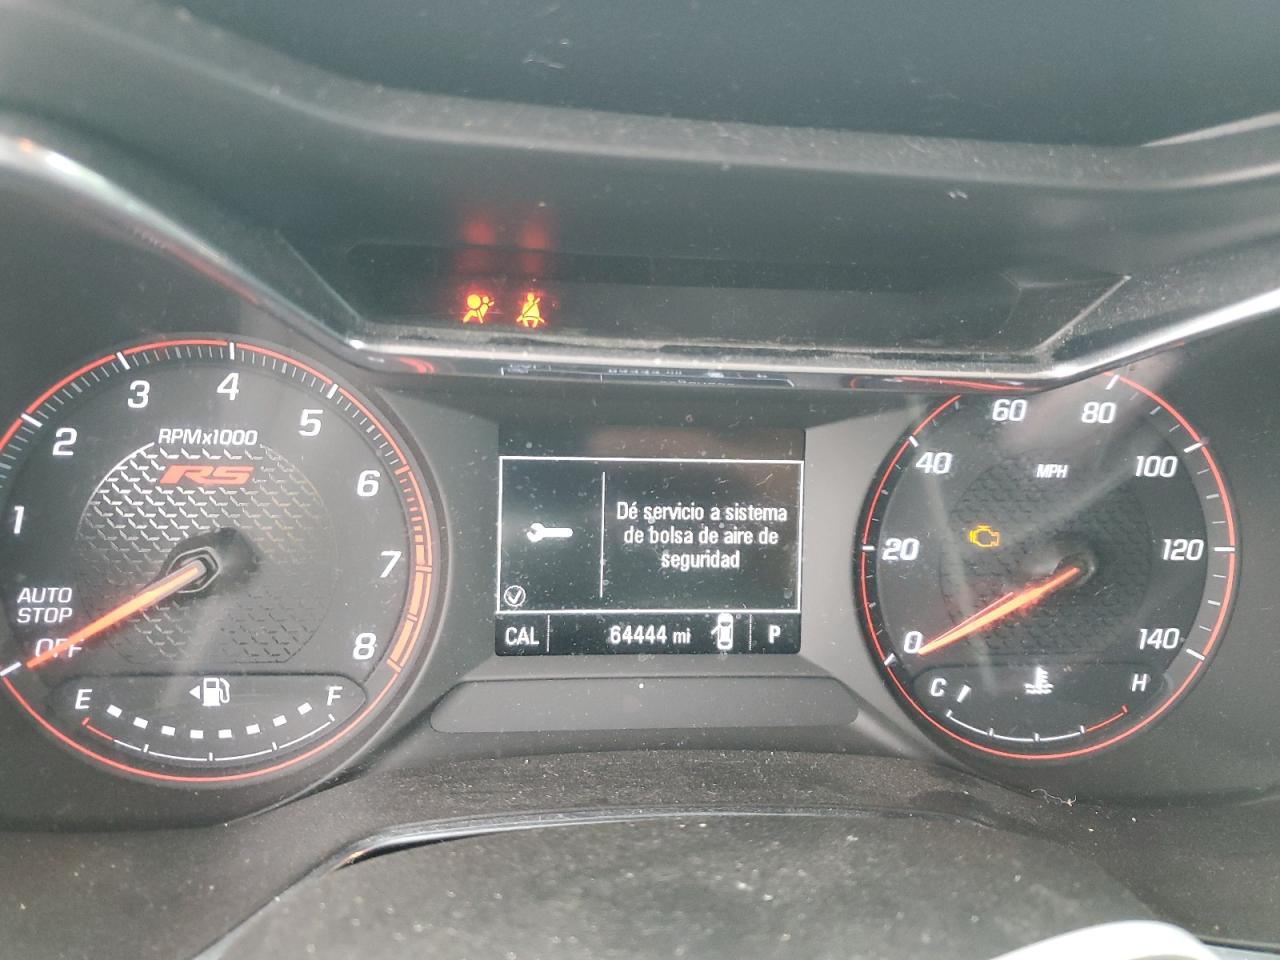 1
2
3
4
5
6
7
8
RPMx1000
RS
AUTO
STOP
OFF
E
F
Dé servicio a sistema
de bolsa de aire de
seguridad
CAL
64444 mi
P
0
20
40
60
80
100
120
140
MPH
C
H